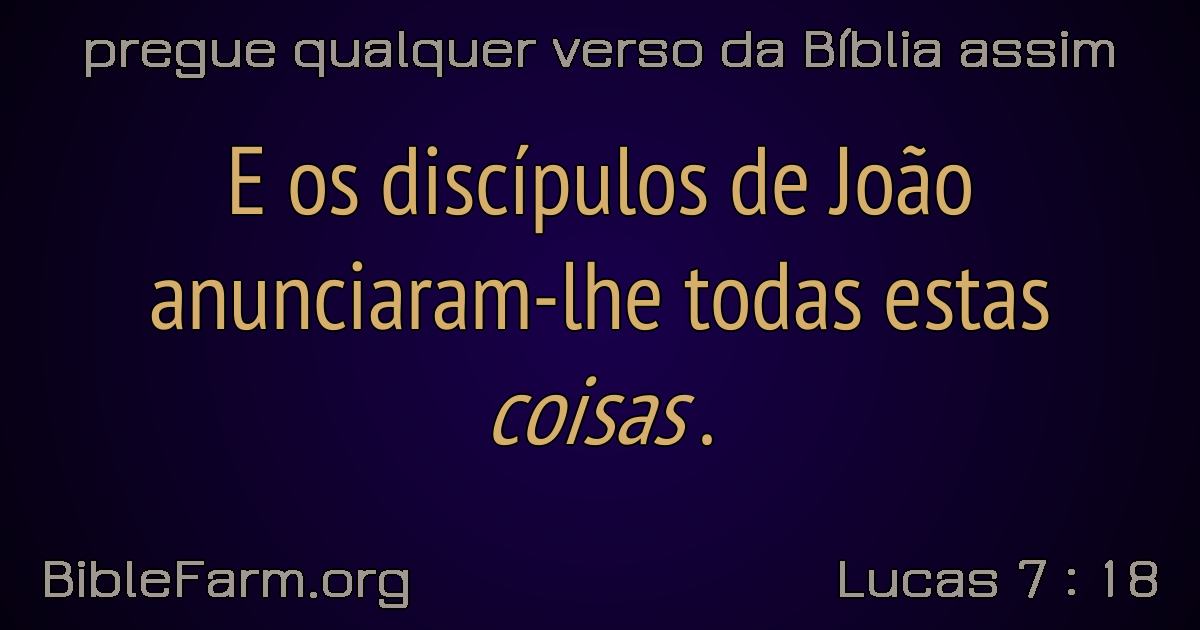 pregue qualquer verso da Bíblia assim
E os discípulos de João
anunciaram-lhe todas estas
coisas .
BibleFarm.org
Lucas 7 : 18